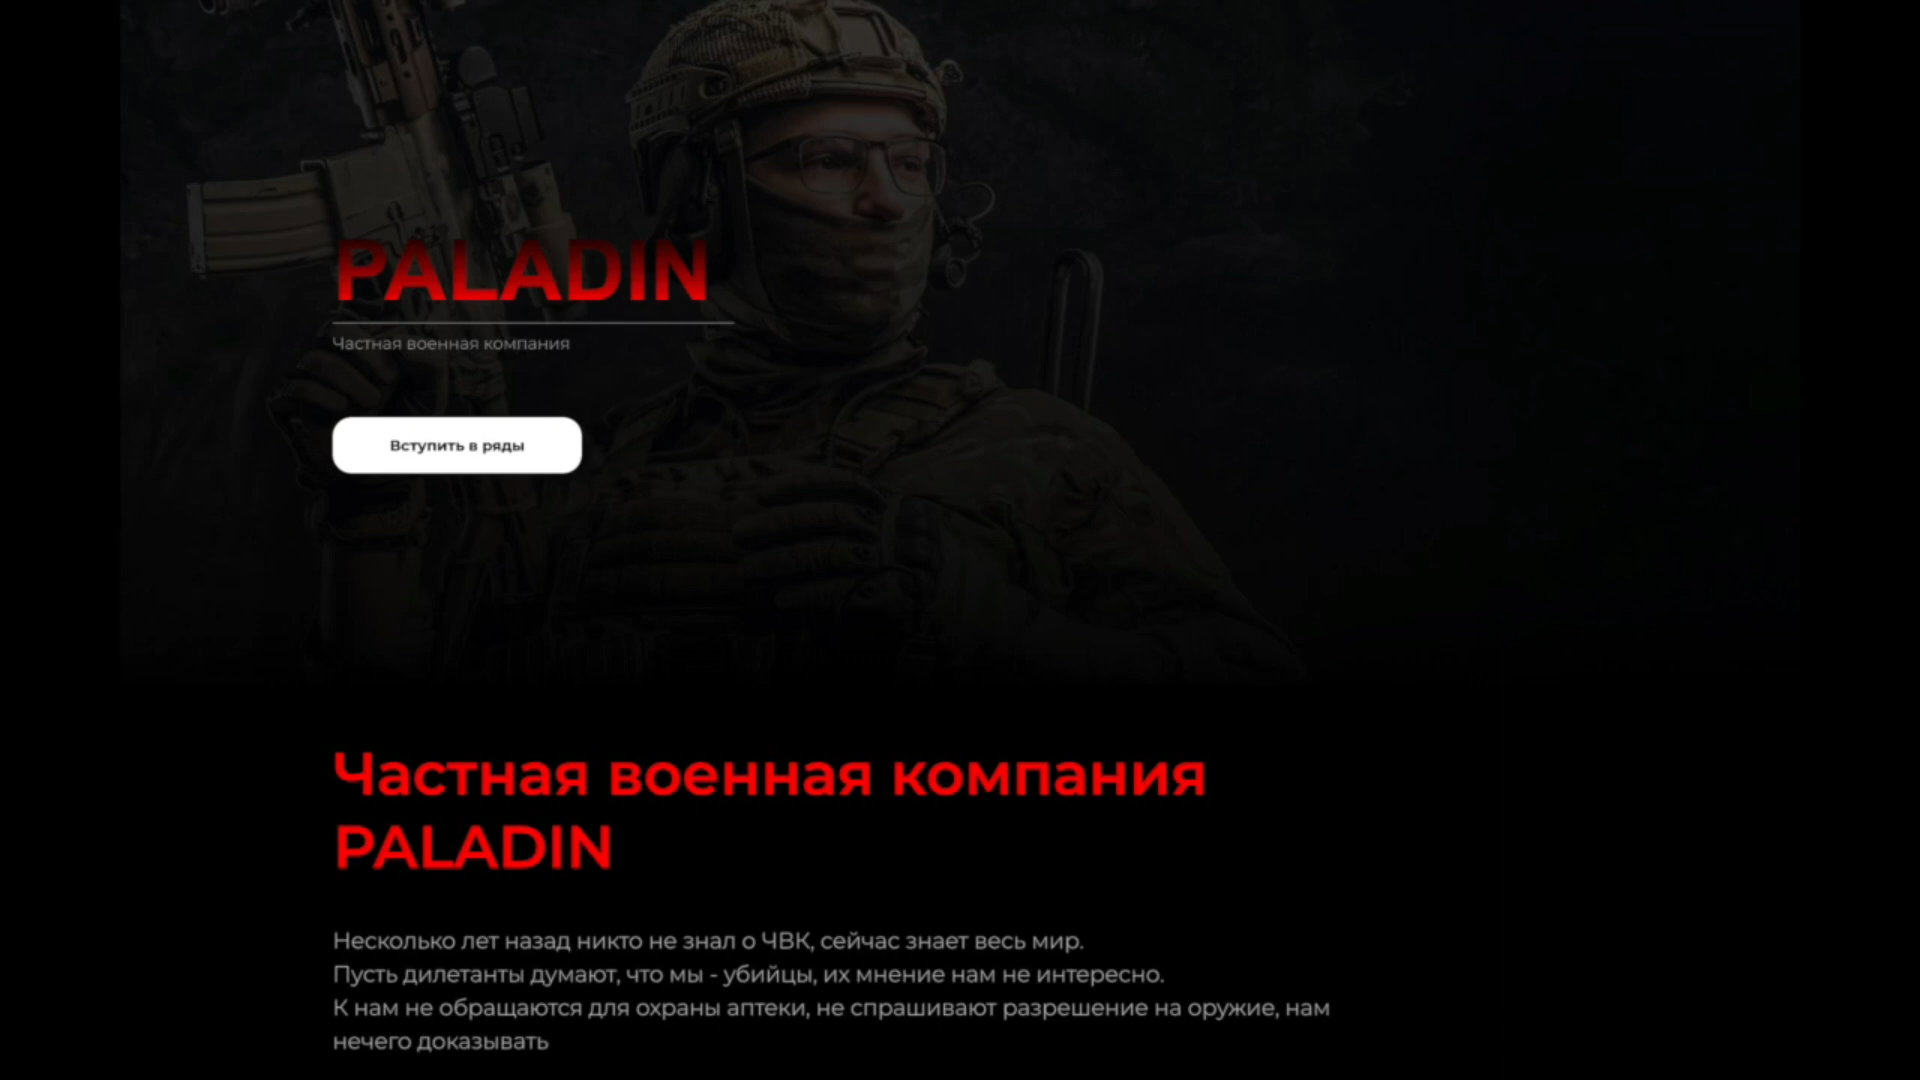 PALADIN
Частная военная компания
Вступить в ряды
Частная военная компания
PALADIN
Несколько лет назад никто не знал о ЧВК, сейчас знает весь мир.
Пусть дилетанты думают, что мы - убийцы, их мнение нам не интересно.
К нам не обращаются для охраны аптеки, не спрашивают разрешение на оружие, нам
нечего доказывать